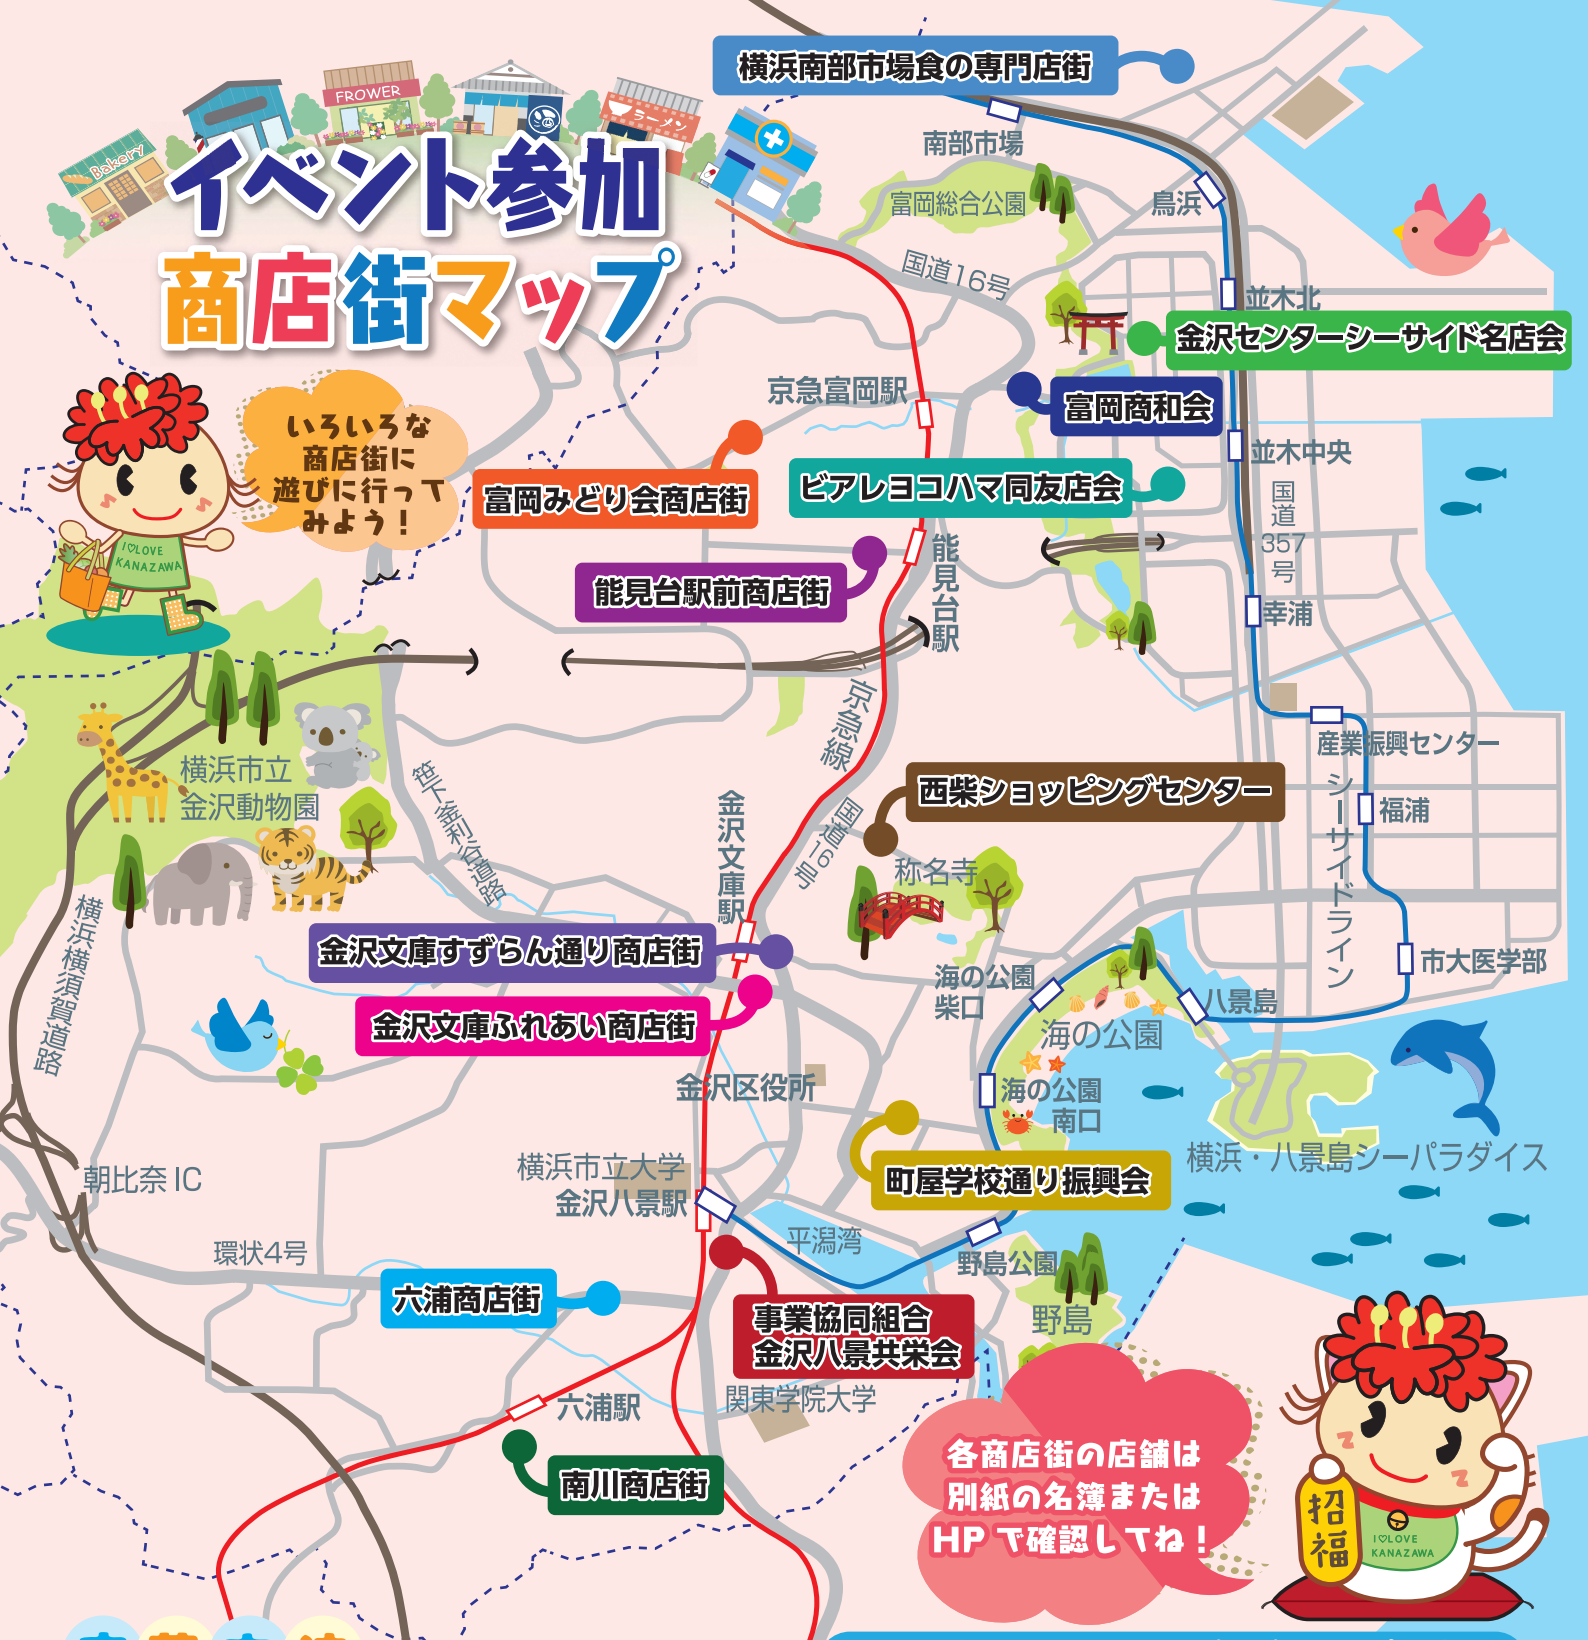 横浜南部市場食の専門店街
南部市場
Bakery
FROWER
ラーメン
イベント参加
商店街マップ
富岡総合公園
鳥浜
国道16号
並木北
金沢センターシーサイド名店会
京急富岡駅
富岡商和会
いろいろな
商店街に
遊びに行って
みよう！
I♡LOVE
KANAZAWA
並木中央
富岡みどり会商店街
ビアレヨコハマ同友店会
国道357号
能見台駅
能見台駅前商店街
幸浦
京急線
産業振興センター
横浜市立
金沢動物園
笹下釜利谷道路
金沢文庫駅
国道16号
西柴ショッピングセンター
シーサイドライン
福浦
称名寺
横浜横須賀道路
金沢文庫すずらん通り商店街
海の公園
柴口
市大医学部
八景島
金沢文庫ふれあい商店街
海の公園
金沢区役所
海の公園
南口
横浜・八景島シーパラダイス
朝比奈 IC
横浜市立大学
金沢八景駅
町屋学校通り振興会
環状4号
平潟湾
野島公園
六浦商店街
事業協同組合
金沢八景共栄会
野島
六浦駅
関東学院大学
南川商店街
各商店街の店舗は
別紙の名簿または
HP で確認してね！
招福
I♡LOVE
KANAZAWA